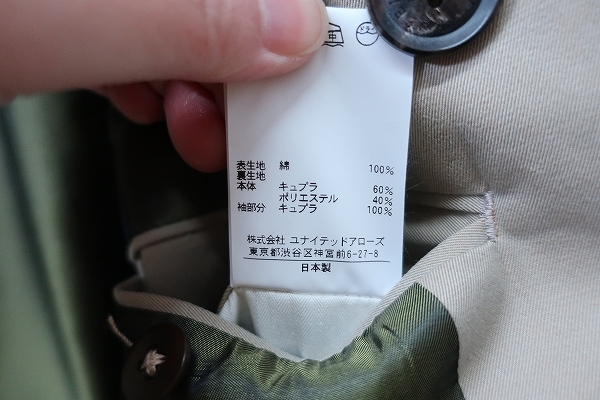 ドライ
表生地 綿 100%
裏生地
本体 キュプラ 60%
ポリエステル 40%
袖部分 キュプラ 100%
株式会社 ユナイテッドアローズ
東京都渋谷区神宮前6-27-8
日本製